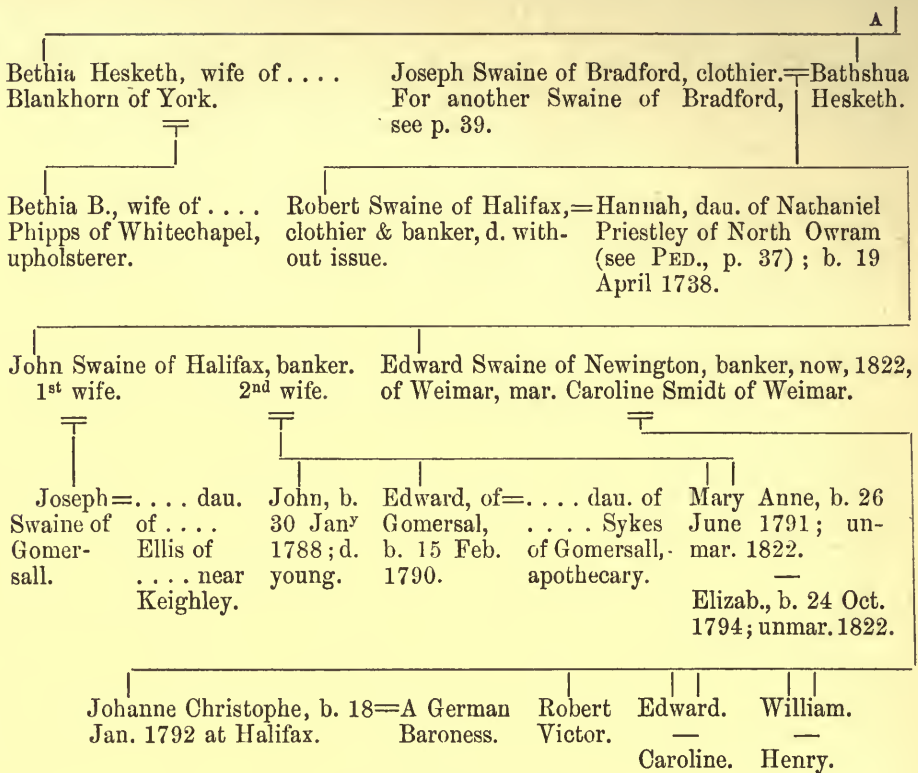 A
Bethia Hesketh, wife of . . . .
Blankhorn of York.
Joseph Swaine of Bradford, clothier.=Bathshua
For another Swaine of Bradford, Hesketh.
see p. 39.
Bethia B., wife of . . . .
Phipps of Whitechapel,
upholsterer.
Robert Swaine of Halifax,=Hannah, dau. of Nathaniel
clothier & banker, d. with- Priestley of North Owram
out issue. (see PED., p. 37) ; b. 19
April 1738.
John Swaine of Halifax, banker.
1st wife. 2nd wife.
Edward Swaine of Newington, banker, now, 1822,
of Weimar, mar. Caroline Smidt of Weimar.
Joseph=. . . . dau.
Swaine of of . . . .
Gomer- Ellis of
sall. . . . . near
Keighley.
John, b.
30 Jany
1788 ; d.
young.
Edward, of=. . . . dau. of
Gomersal, . . . . Sykes
b. 15 Feb. of Gomersall,
1790. apothecary.
Mary Anne, b. 26
June 1791 ; un-
mar. 1822.
—
Elizab., b. 24 Oct.
1794 ; unmar. 1822.
Johanne Christophe, b. 18=A German
Jan. 1792 at Halifax. Baroness.
Robert
Victor.
Edward.
—
Caroline.
William.
—
Henry.